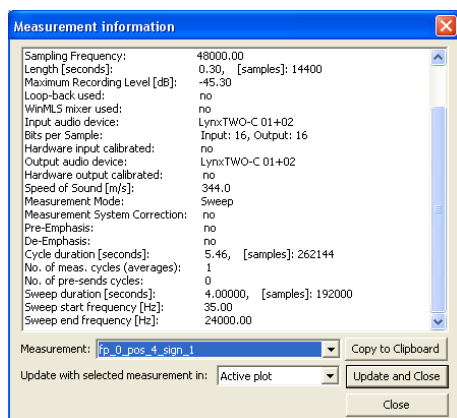 Measurement information
Sampling Frequency: 48000.00
Length [seconds]: 0.30, [samples]: 14400
Maximum Recording Level [dB]: -45.30
Loop-back used: no
WinMLS mixer used: no
Input audio device: LynxTWO-C 01+02
Bits per Sample: Input: 16, Output: 16
Hardware input calibrated: no
Output audio device: LynxTWO-C 01+02
Hardware output calibrated: no
Speed of Sound [m/s]: 344.0
Measurement Mode: Sweep
Measurement System Correction: no
Pre-Emphasis: no
De-Emphasis: no
Cycle duration [seconds]: 5.46, [samples]: 262144
No. of meas. cycles (averages): 1
No. of pre-sends cycles: 0
Sweep duration [seconds]: 4.00000, [samples]: 192000
Sweep start frequency [Hz]: 35.00
Sweep end frequency [Hz]: 24000.00
Measurement: fp_0_pos_4_sign_1 Copy to Clipboard
Update with selected measurement in: Active plot Update and Close
Close